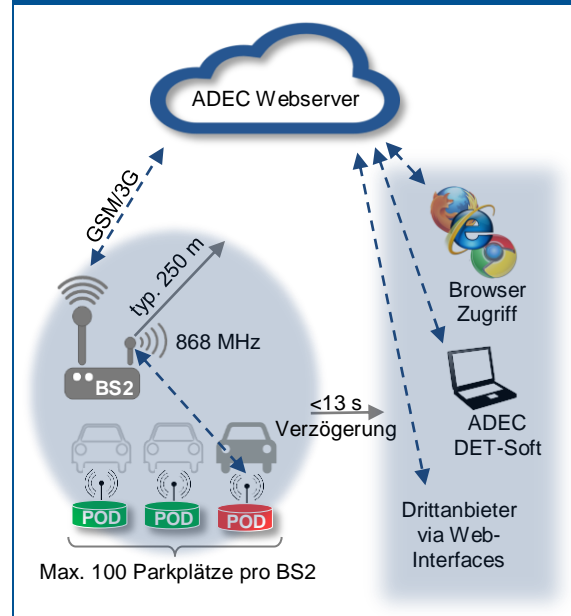 ADEC Webserver
GSM/3G
typ. 250 m
868 MHz
BS2
<13 s
Verzögerung
POD
POD
POD
Max. 100 Parkplätze pro BS2
Browser
Zugriff
ADEC
DET-Soft
Drittanbieter
via Web-
Interfaces